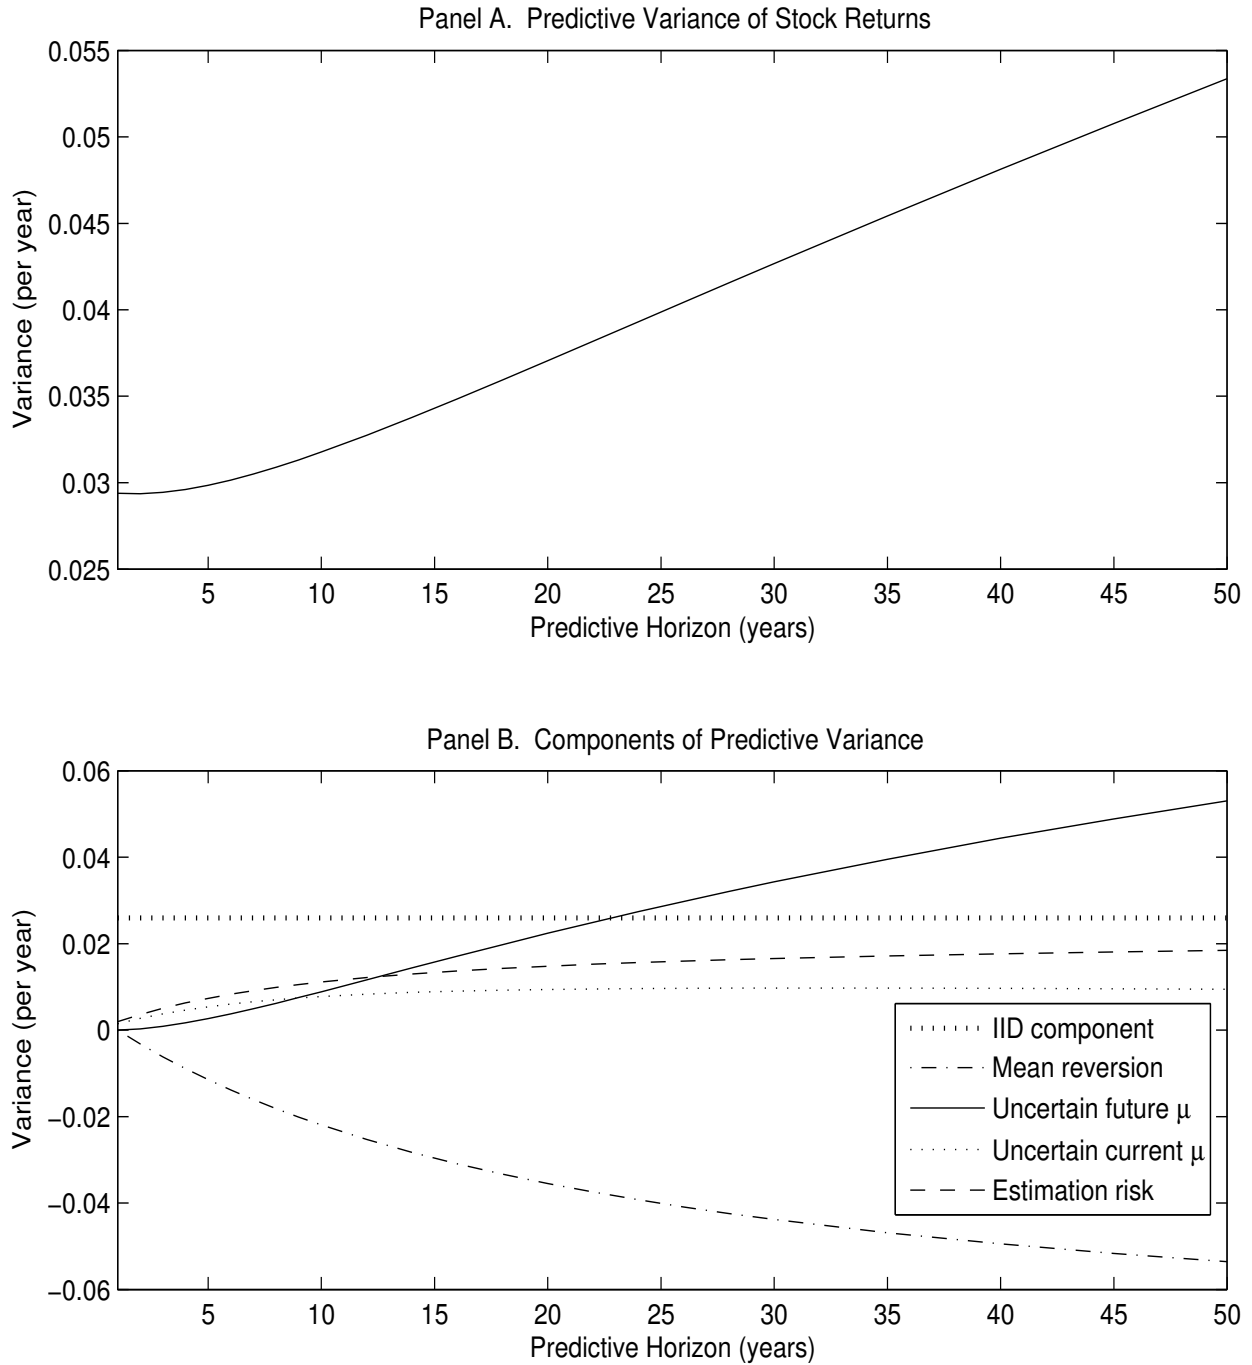 Panel A. Predictive Variance of Stock Returns
0.055
0.05
0.045
0.04
0.035
0.03
0.025
Variance (per year)
5 10 15 20 25 30 35 40 45 50
Predictive Horizon (years)
Panel B. Components of Predictive Variance
0.06
0.04
0.02
0
−0.02
−0.04
−0.06
Variance (per year)
IID component
Mean reversion
Uncertain future μ
Uncertain current μ
Estimation risk
5 10 15 20 25 30 35 40 45 50
Predictive Horizon (years)